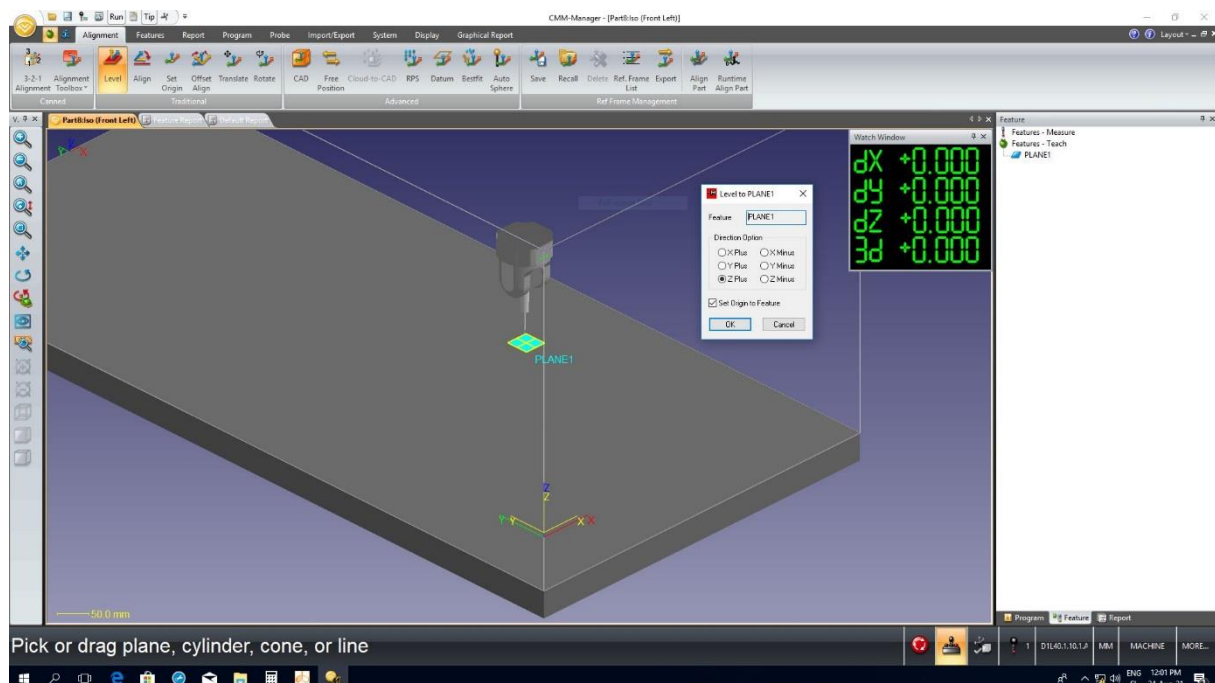 Run Tip
CMM-Manager - [Part8:Iso (Front Left)]
Alignment Features Report Program Probe Import/Export System Display Graphical Report
Layout
3-2-1 Alignment
Alignment Toolbox
Level Align Set Origin Offset Align Translate Rotate
CAD Free Position Cloud-to-CAD RPS Datum Bestfit Auto Sphere
Save Recall Delete Ref. Frame List Export Align Part Runtime Align Part
Canned Traditional Advanced Ref Frame Management
V.
Part8:Iso (Front Left) Feature Report Default Report
Feature
Features - Measure
Features - Teach
PLANE1
Watch Window
dX +0.000
dY +0.000
dZ +0.000
3d +0.000
Level to PLANE1
Feature PLANE1
Direction Option
X Plus X Minus
Y Plus Y Minus
Z Plus Z Minus
Set Origin to Feature
OK Cancel
X
PLANE1
Z
Z
Y Y X X
50.0 mm
Program Feature Report
Pick or drag plane, cylinder, cone, or line
1 MM MACHINE MORE...
ENG 12:01 PM